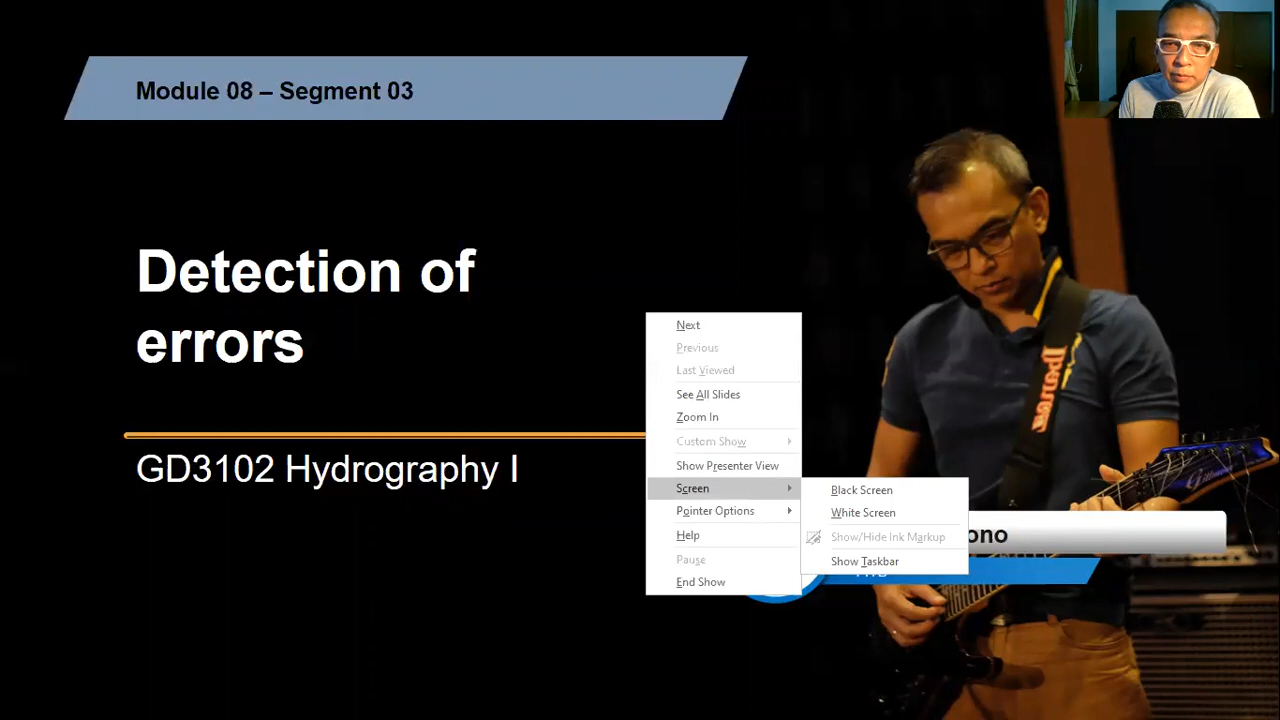 Module 08 – Segment 03
Detection of
errors
GD3102 Hydrography I
Next
Previous
Last Viewed
See All Slides
Zoom In
Custom Show
Show Presenter View
Screen
Pointer Options
Help
Pause
End Show
Black Screen
White Screen
Show/Hide Ink Markup
Show Taskbar
ono
Ibanez